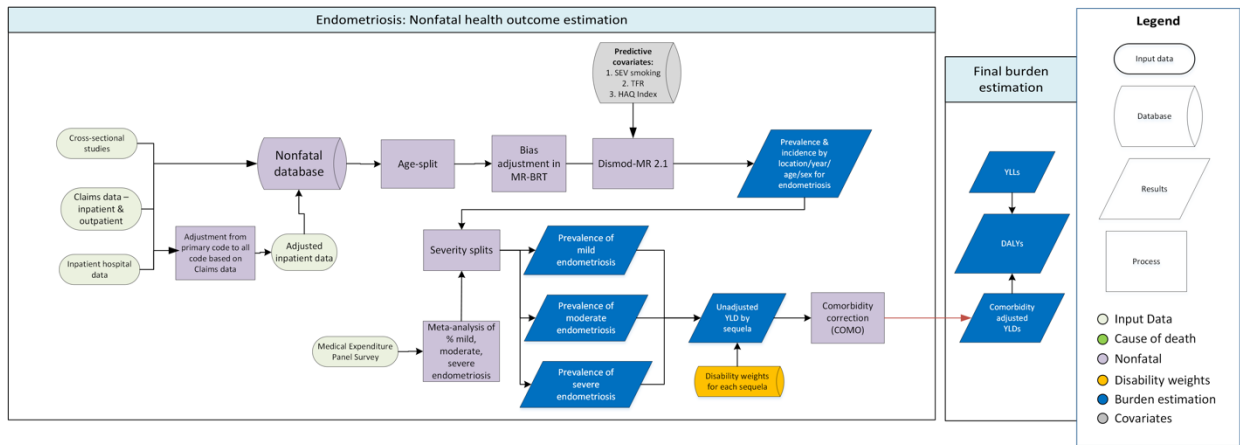 Endometriosis: Nonfatal health outcome estimation
Predictive
covariates:
1. SEV smoking
2. TFR
3. HAQ Index
Cross-sectional
studies
Claims data –
inpatient &
outpatient
Inpatient hospital
data
Adjustment from
primary code to all
code based on
Claims data
Adjusted
inpatient data
Nonfatal
database
Age-split
Bias
adjustment in
MR-BRT
Dismod-MR 2.1
Prevalence &
incidence by
location/year/
age/sex for
endometriosis
Severity splits
Medical Expenditure
Panel Survey
Meta-analysis of
% mild,
moderate,
severe
endometriosis
Prevalence of
mild
endometriosis
Prevalence of
moderate
endometriosis
Prevalence of
severe
endometriosis
Unadjusted
YLD by
sequela
Disability weights
for each sequela
Comorbidity
correction
(COMO)
Final burden
estimation
YLLs
DALYs
Comorbidity
adjusted
YLDs
Legend
Input data
Database
Results
Process
Input Data
Cause of death
Nonfatal
Disability weights
Burden estimation
Covariates